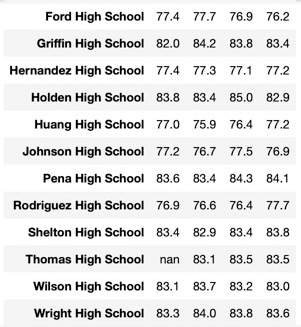 Ford High School 77.4 77.7 76.9 76.2
Griffin High School 82.0 84.2 83.8 83.4
Hernandez High School 77.4 77.3 77.1 77.2
Holden High School 83.8 83.4 85.0 82.9
Huang High School 77.0 75.9 76.4 77.2
Johnson High School 77.2 76.7 77.5 76.9
Pena High School 83.6 83.4 84.3 84.1
Rodriguez High School 76.9 76.6 76.4 77.7
Shelton High School 83.4 82.9 83.4 83.8
Thomas High School nan 83.1 83.5 83.5
Wilson High School 83.1 83.7 83.2 83.0
Wright High School 83.3 84.0 83.8 83.6